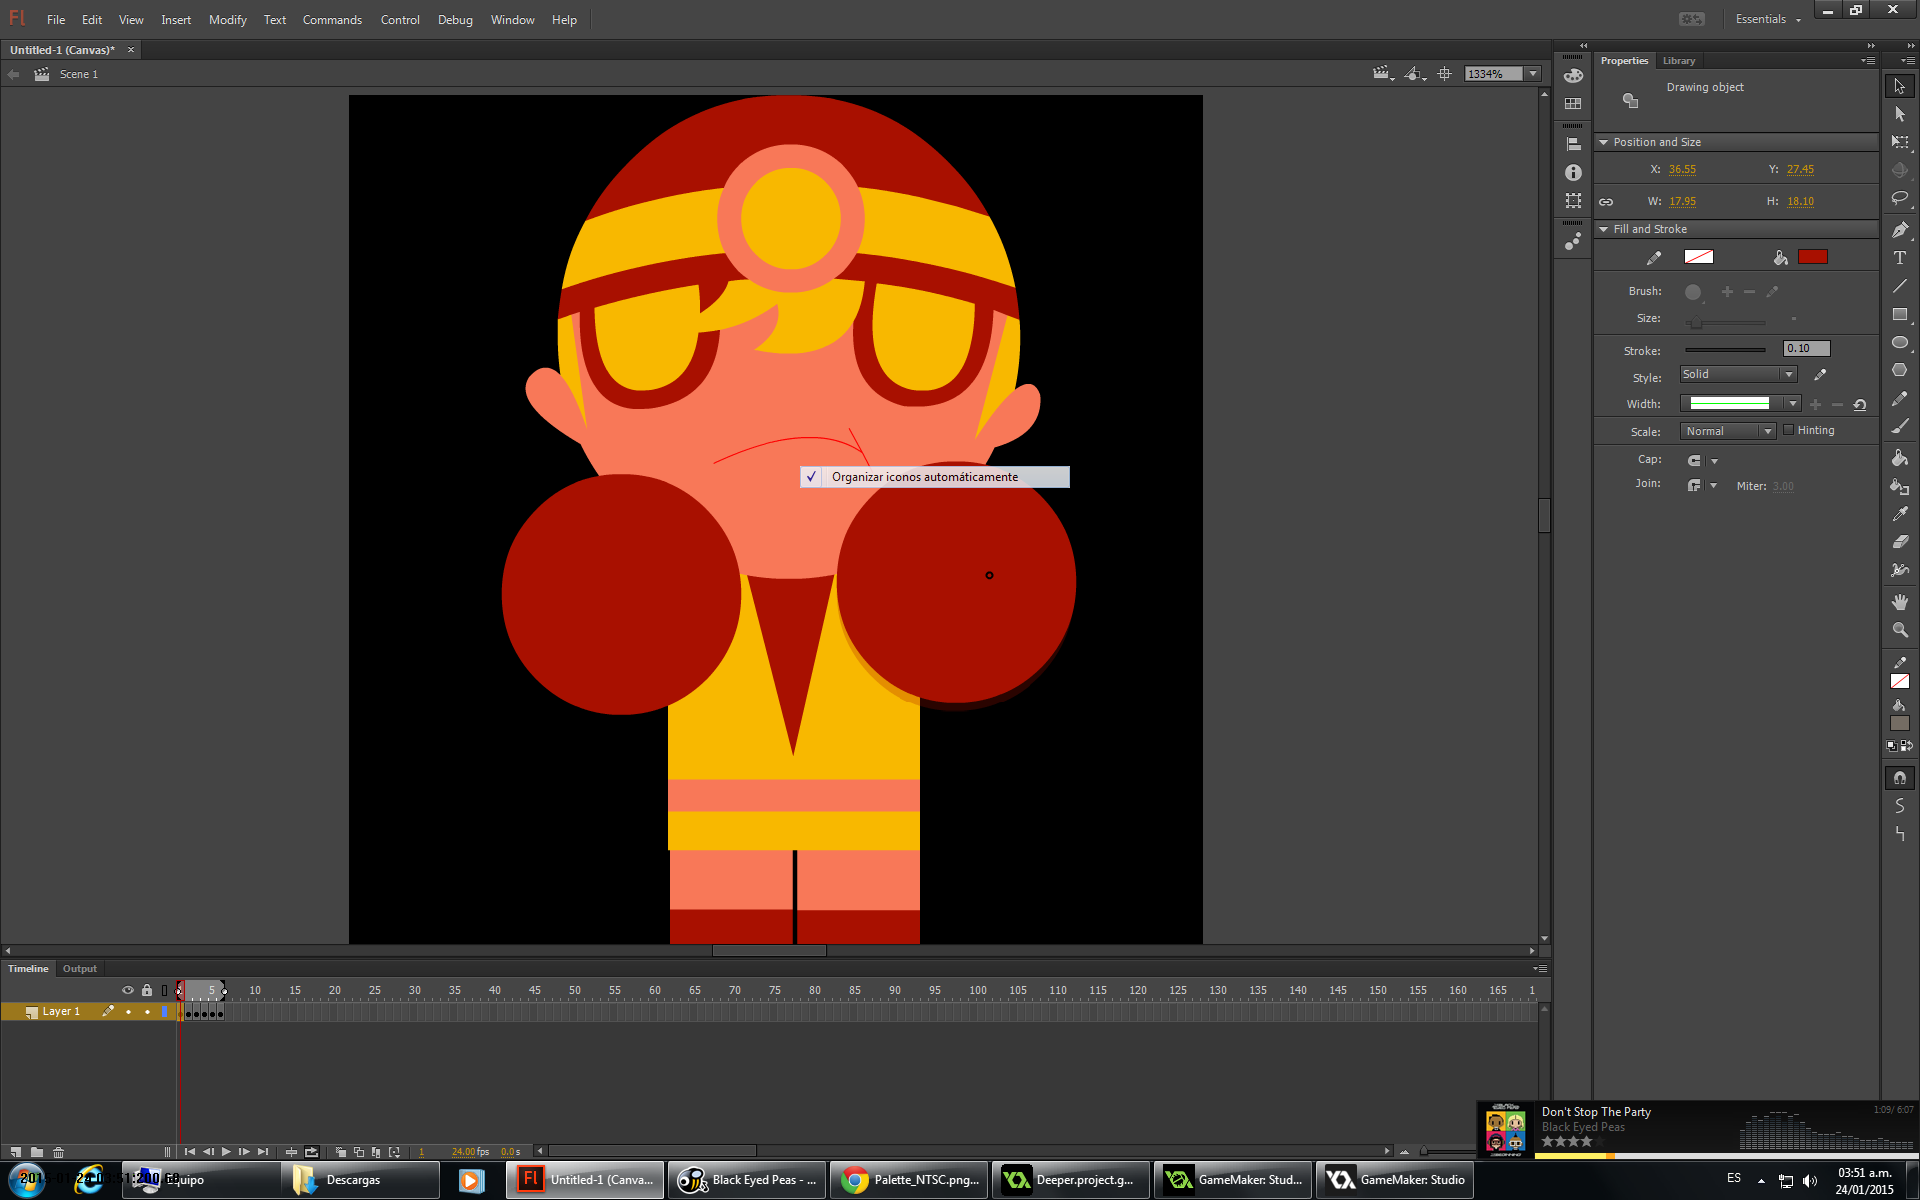 Fl File Edit View Insert Modify Text Commands Control Debug Window Help Essentials
Untitled-1 (Canvas)* ×
Scene 1 1334%
Properties Library
Drawing object
Position and Size
X: 36.55 Y: 27.45
W: 17.95 H: 18.10
Fill and Stroke
Brush:
Size:
Stroke: 0.10
Style: Solid
Width:
Scale: Normal Hinting
Cap:
Join: Miter: 3.00
Organizar iconos automáticamente
Timeline Output
5 10 15 20 25 30 35 40 45 50 55 60 65 70 75 80 85 90 95 100 105 110 115 120 125 130 135 140 145 150 155 160 165 1
Layer 1
1 24.00 fps 0.0 s
Don't Stop The Party 1:09/ 6:07
Black Eyed Peas
Equipo Descargas Fl Untitled-1 (Canva... Black Eyed Peas - ... Palette_NTSC.png... Deeper.project.g... GameMaker: Stud... GameMaker: Studio
ES 03:51 a.m.
24/01/2015